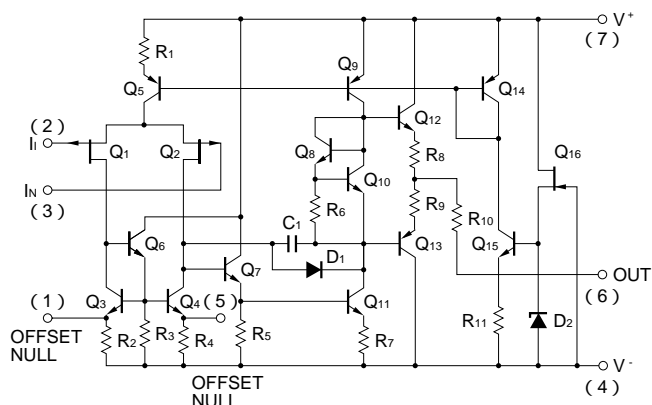 V+
(7)
R1
Q5
Q9
Q14
Q12
(2)
II
Q1
Q2
Q8
R8
Q16
Q10
IN
(3)
R6
R9
R10
C1
Q6
Q13
Q15
D1
Q7
OUT
(6)
(1)
Q3
Q4
(5)
Q11
R11
D2
OFFSET
NULL
R2
R3
R4
R5
R7
V-
(4)
OFFSET
NULL